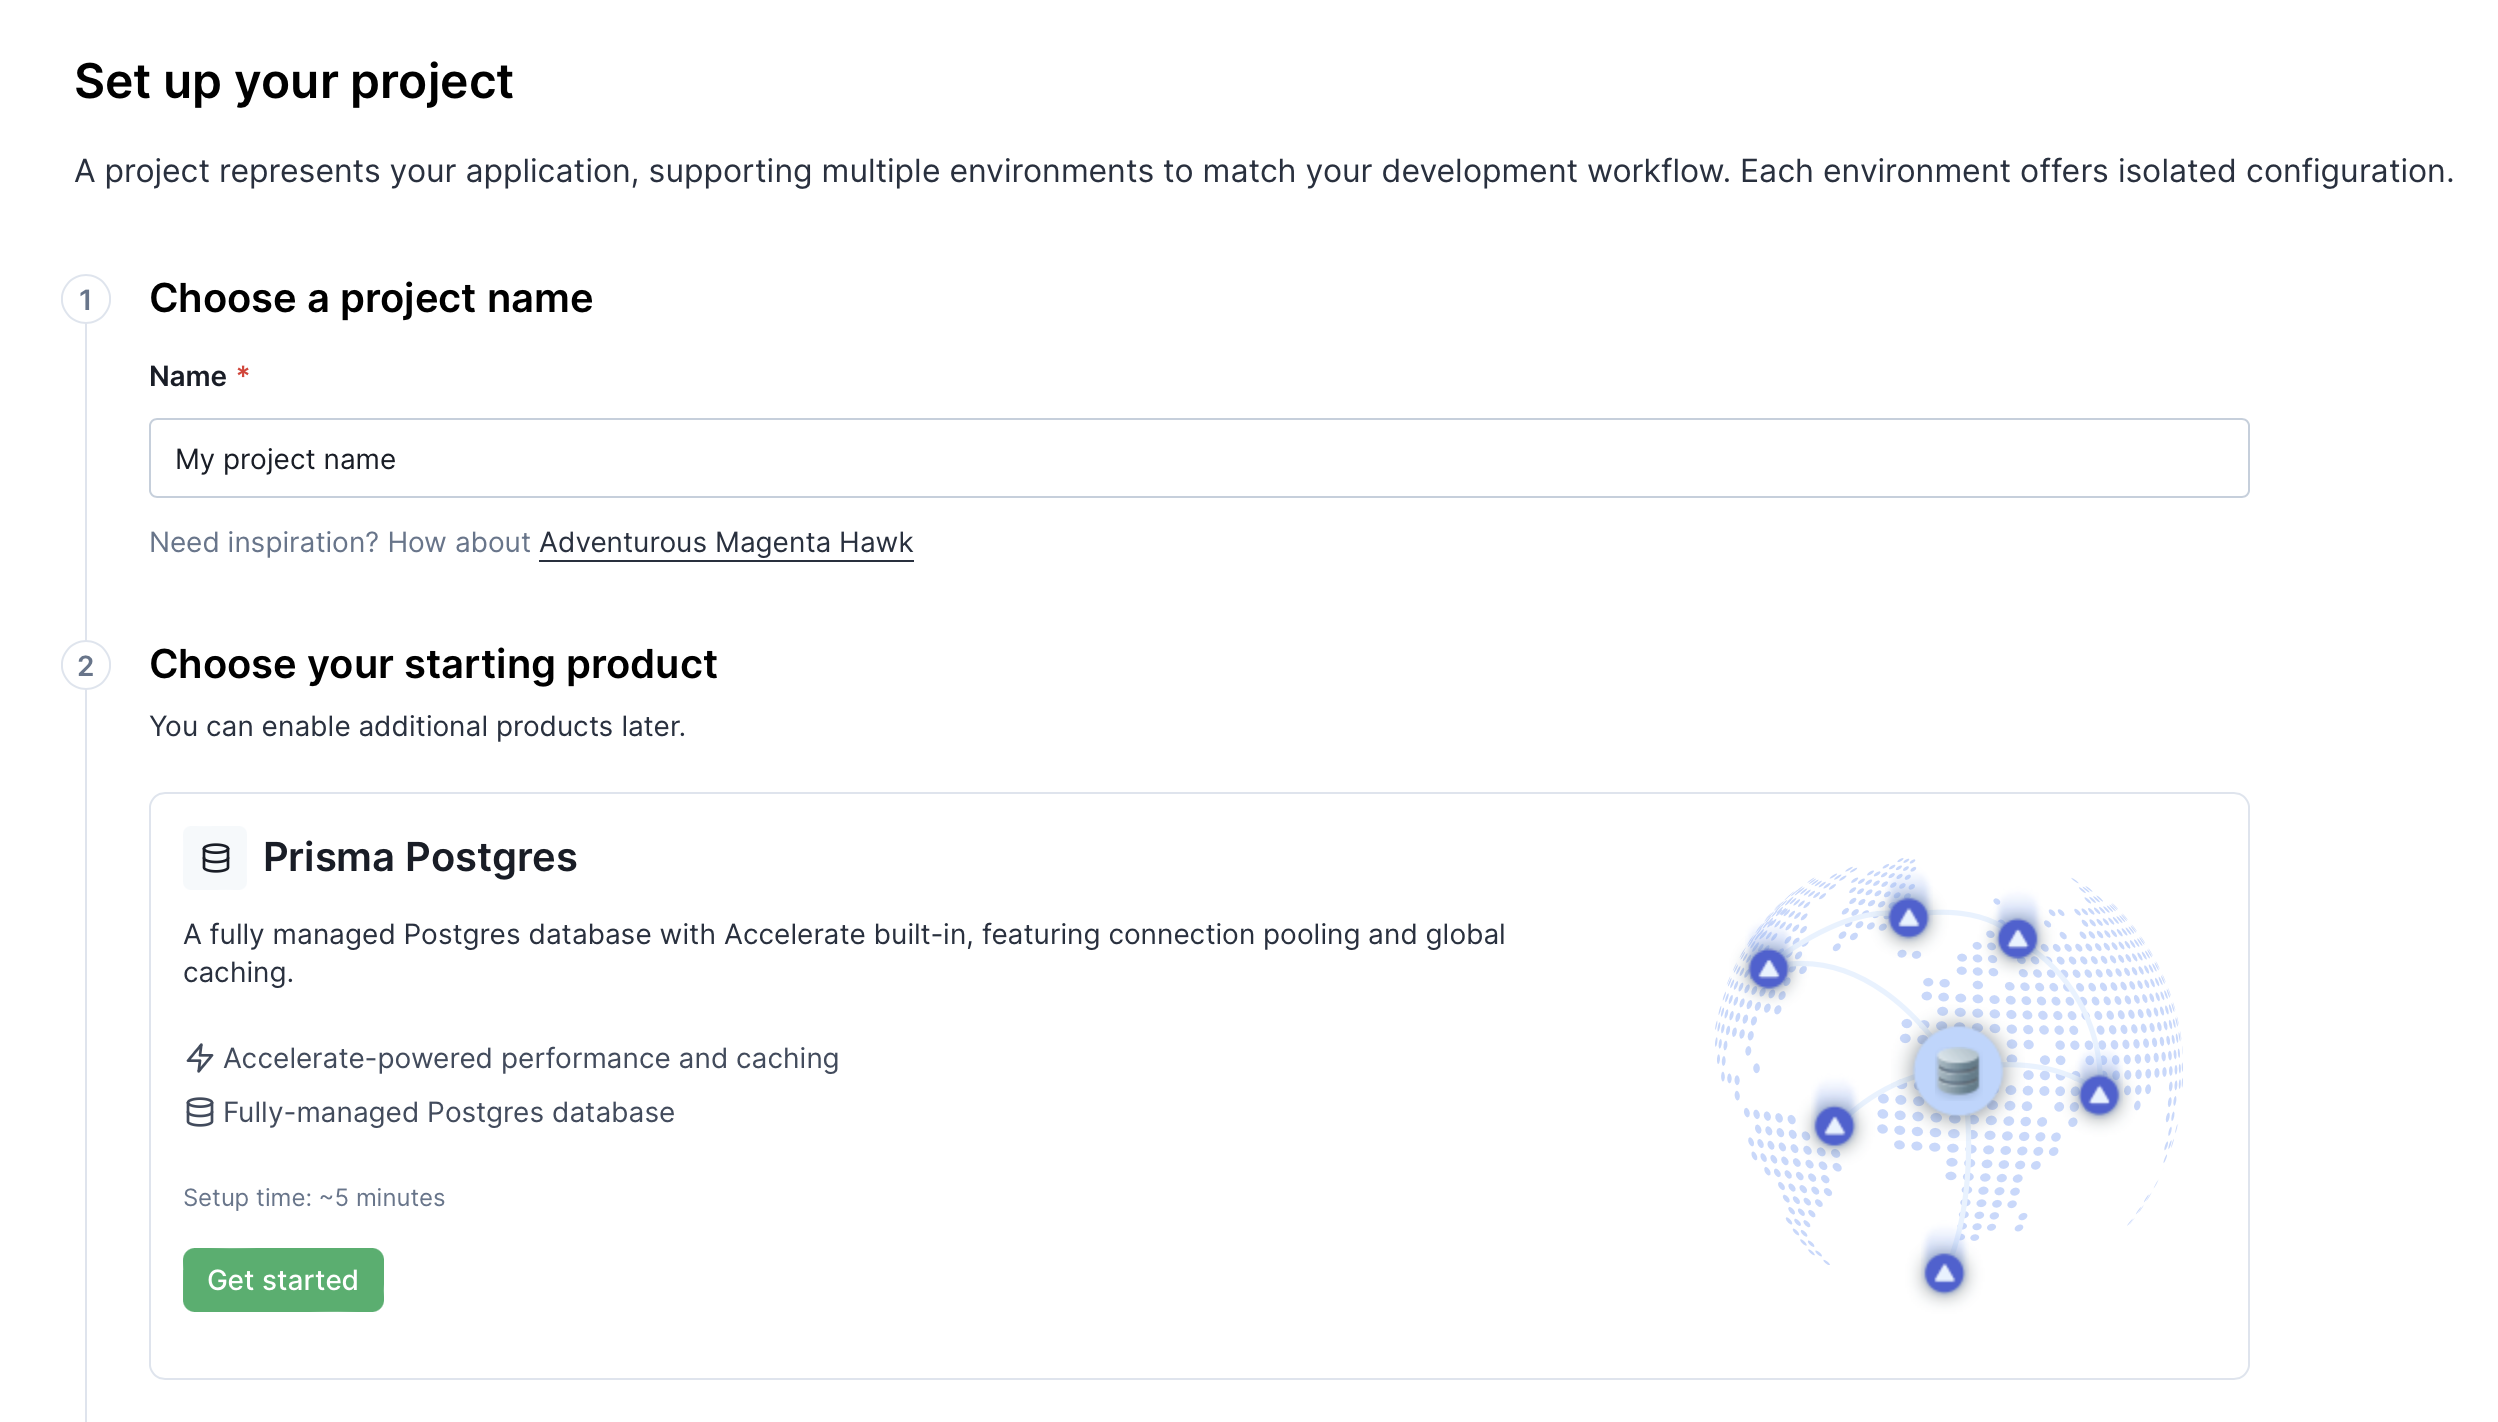 Set up your project
A project represents your application, supporting multiple environments to match your development workflow. Each environment offers isolated configuration.
1
Choose a project name
Name *
My project name
Need inspiration? How about Adventurous Magenta Hawk
2
Choose your starting product
You can enable additional products later.
Prisma Postgres
A fully managed Postgres database with Accelerate built-in, featuring connection pooling and global
caching.
Accelerate-powered performance and caching
Fully-managed Postgres database
Setup time: ~5 minutes
Get started